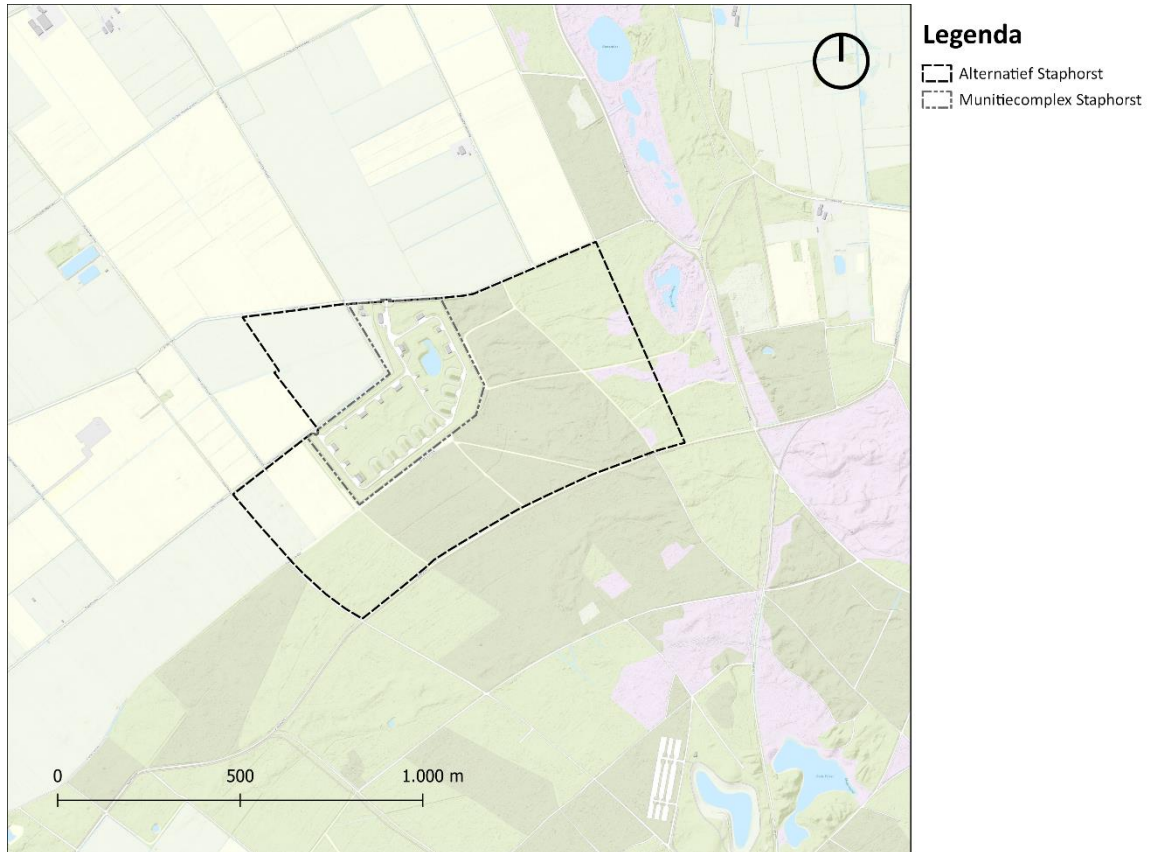 Legenda
Alternatief Staphorst
Munitiecomplex Staphorst
0
500
1.000 m